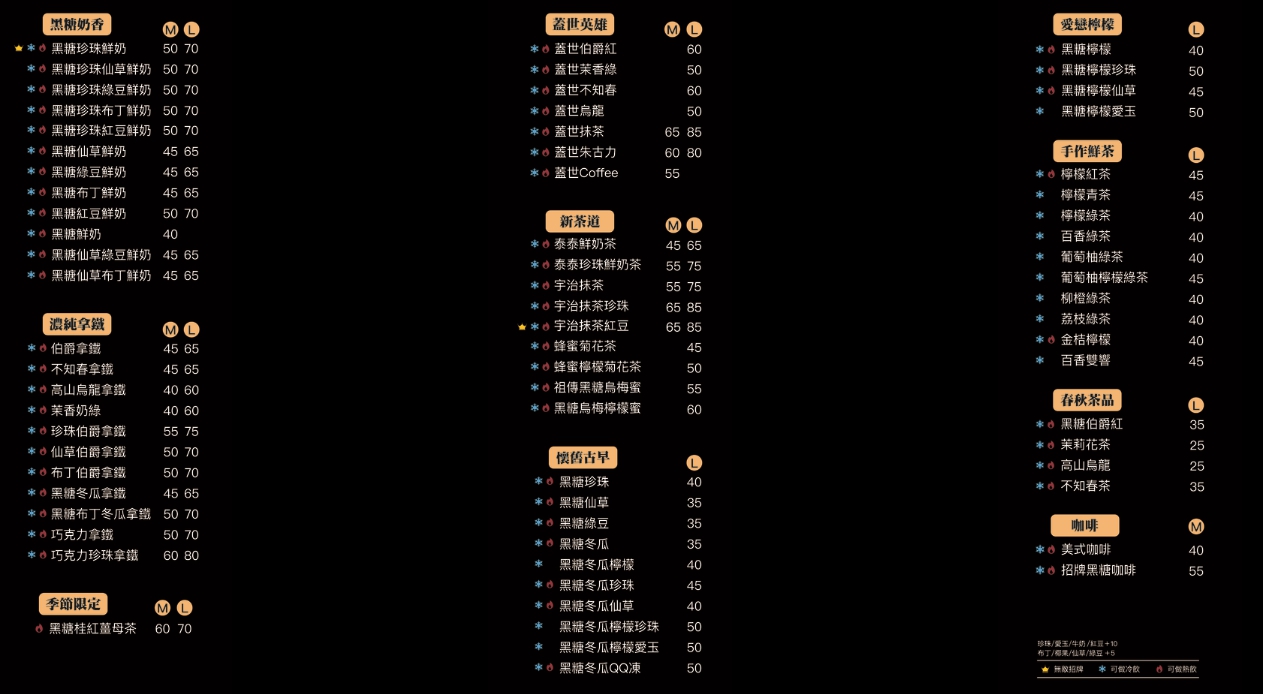 黑糖奶香 M L
黑糖珍珠鮮奶 50 70
黑糖珍珠仙草鮮奶 50 70
黑糖珍珠綠豆鮮奶 50 70
黑糖珍珠布丁鮮奶 50 70
黑糖珍珠紅豆鮮奶 50 70
黑糖仙草鮮奶 45 65
黑糖綠豆鮮奶 45 65
黑糖布丁鮮奶 45 65
黑糖紅豆鮮奶 50 70
黑糖鮮奶 40
黑糖仙草綠豆鮮奶 45 65
黑糖仙草布丁鮮奶 45 65
濃純拿鐵 M L
伯爵拿鐵 45 65
不知春拿鐵 45 65
高山烏龍拿鐵 40 60
茉香奶綠 40 60
珍珠伯爵拿鐵 55 75
仙草伯爵拿鐵 50 70
布丁伯爵拿鐵 50 70
黑糖冬瓜拿鐵 45 65
黑糖布丁冬瓜拿鐵 50 70
巧克力拿鐵 50 70
巧克力珍珠拿鐵 60 80
季節限定 M L
黑糖桂紅薑母茶 60 70
蓋世英雄 M L
蓋世伯爵紅 60
蓋世茉香綠 50
蓋世不知春 60
蓋世烏龍 50
蓋世抹茶 65 85
蓋世朱古力 60 80
蓋世Coffee 55
新茶道 M L
泰泰鮮奶茶 45 65
泰泰珍珠鮮奶茶 55 75
宇治抹茶 55 75
宇治抹茶珍珠 65 85
宇治抹茶紅豆 65 85
蜂蜜菊花茶 45
蜂蜜檸檬菊花茶 50
祖傳黑糖烏梅蜜 55
黑糖烏梅檸檬蜜 60
懷舊古早 L
黑糖珍珠 40
黑糖仙草 35
黑糖綠豆 35
黑糖冬瓜 35
黑糖冬瓜檸檬 40
黑糖冬瓜珍珠 45
黑糖冬瓜仙草 40
黑糖冬瓜檸檬珍珠 50
黑糖冬瓜檸檬愛玉 50
黑糖冬瓜QQ凍 50
愛戀檸檬 L
黑糖檸檬 40
黑糖檸檬珍珠 50
黑糖檸檬仙草 45
黑糖檸檬愛玉 50
手作鮮茶 L
檸檬紅茶 45
檸檬青茶 45
檸檬綠茶 40
百香綠茶 40
葡萄柚綠茶 40
葡萄柚檸檬綠茶 45
柳橙綠茶 40
荔枝綠茶 40
金桔檸檬 40
百香雙響 45
春秋茶品 L
黑糖伯爵紅 35
茉莉花茶 25
高山烏龍 25
不知春茶 35
咖啡 M
美式咖啡 40
招牌黑糖咖啡 55
珍珠/愛玉/牛奶/紅豆+10
布丁/椰果/仙草/綠豆 +5
無敵招牌 可做冷飲 可做熱飲